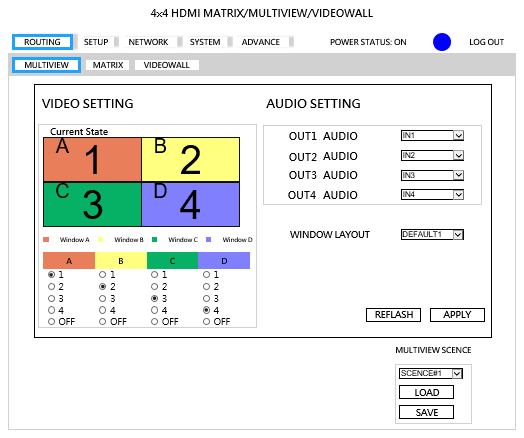 4x4 HDMI MATRIX/MULTIVIEW/VIDEOWALL
ROUTING SETUP NETWORK SYSTEM ADVANCE POWER STATUS: ON LOG OUT
MULTIVIEW MATRIX VIDEOWALL
VIDEO SETTING
Current State
A 1 B 2
C 3 D 4
Window A Window B Window C Window D
A B C D
1 1 1 1
2 2 2 2
3 3 3 3
4 4 4 4
OFF OFF OFF OFF
AUDIO SETTING
OUT1 AUDIO IN1
OUT2 AUDIO IN2
OUT3 AUDIO IN3
OUT4 AUDIO IN4
WINDOW LAYOUT DEFAULT1
REFLASH APPLY
MULTIVIEW SCENCE
SCENCE#1
LOAD
SAVE